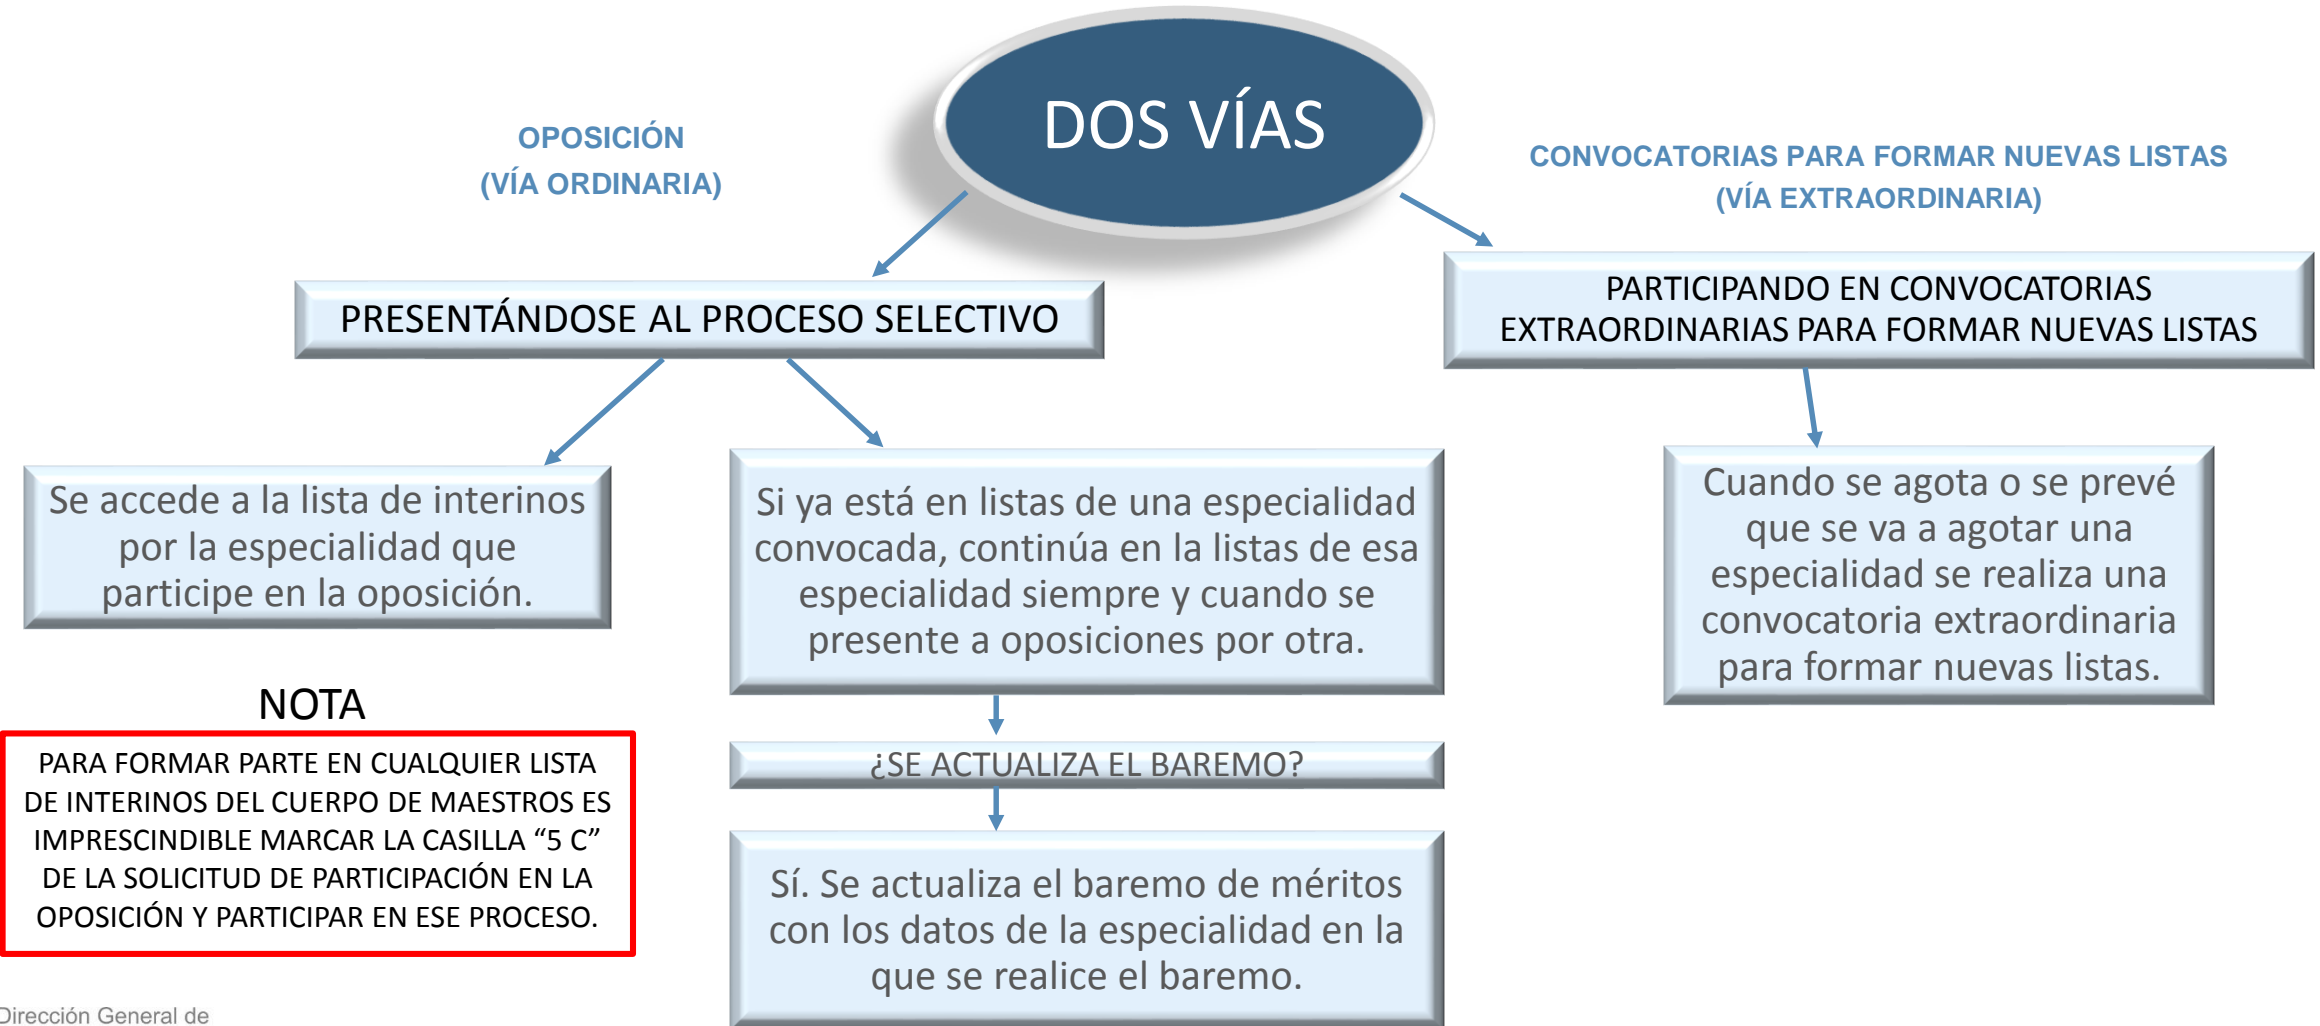 DOS VÍAS
OPOSICIÓN
(VÍA ORDINARIA)
CONVOCATORIAS PARA FORMAR NUEVAS LISTAS
(VÍA EXTRAORDINARIA)
PRESENTÁNDOSE AL PROCESO SELECTIVO
PARTICIPANDO EN CONVOCATORIAS
EXTRAORDINARIAS PARA FORMAR NUEVAS LISTAS
Se accede a la lista de interinos
por la especialidad que
participe en la oposición.
Si ya está en listas de una especialidad
convocada, continúa en la listas de esa
especialidad siempre y cuando se
presente a oposiciones por otra.
Cuando se agota o se prevé
que se va a agotar una
especialidad se realiza una
convocatoria extraordinaria
para formar nuevas listas.
NOTA
PARA FORMAR PARTE EN CUALQUIER LISTA
DE INTERINOS DEL CUERPO DE MAESTROS ES
IMPRESCINDIBLE MARCAR LA CASILLA “5 C”
DE LA SOLICITUD DE PARTICIPACIÓN EN LA
OPOSICIÓN Y PARTICIPAR EN ESE PROCESO.
¿SE ACTUALIZA EL BAREMO?
Sí. Se actualiza el baremo de méritos
con los datos de la especialidad en la
que se realice el baremo.
Dirección General de